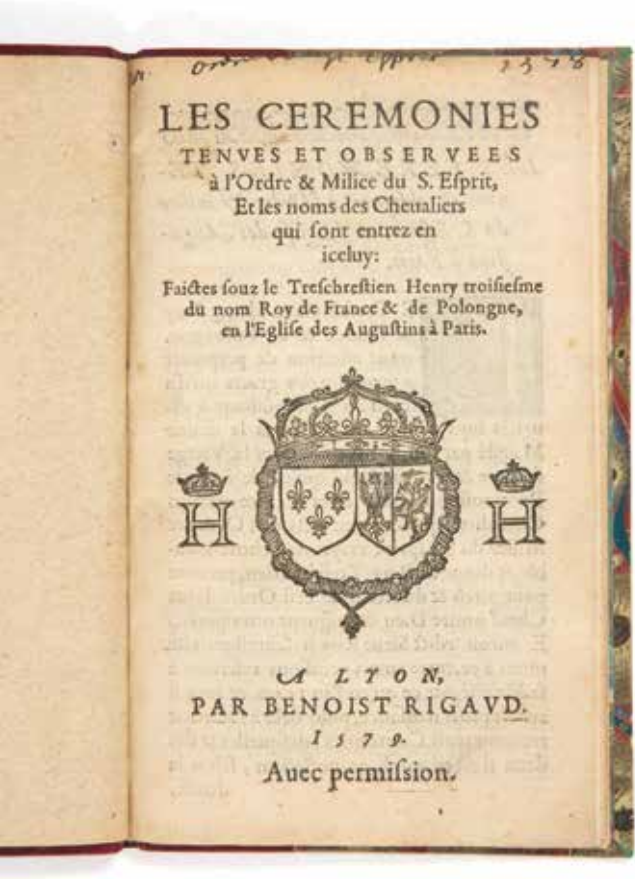 LES CEREMONIES
TENVES ET OBSERVEES
à l'Ordre & Milice du S. Eſprit,
Et les noms des Cheualiers
qui ſont entrez en
iceluy:
Faictes ſouz le Treſchreſtien Henry troiſieſme
du nom Roy de France & de Polongne,
en l'Egliſe des Auguſtins à Paris.
H H
A LYON,
PAR BENOIST RIGAVD.
1579.
Auec permiſsion.